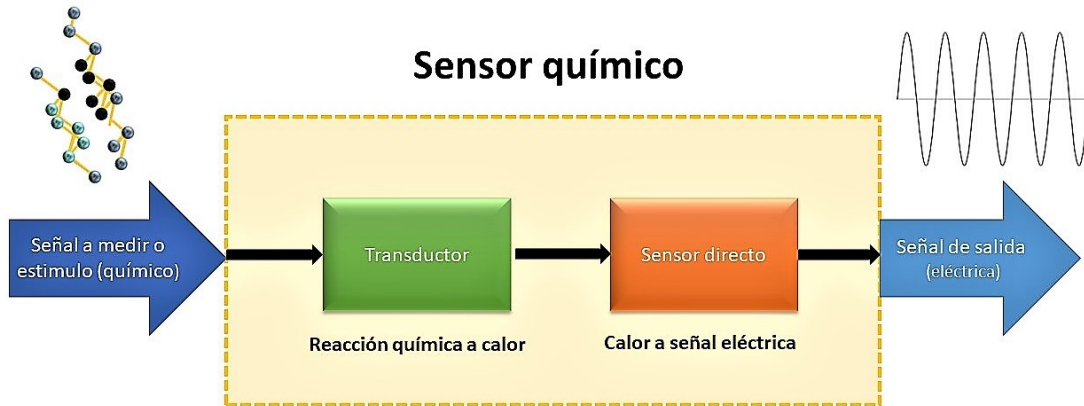 Sensor químico
Señal a medir o
estimulo (químico)
Transductor
Sensor directo
Señal de salida
(eléctrica)
Reacción química a calor
Calor a señal eléctrica